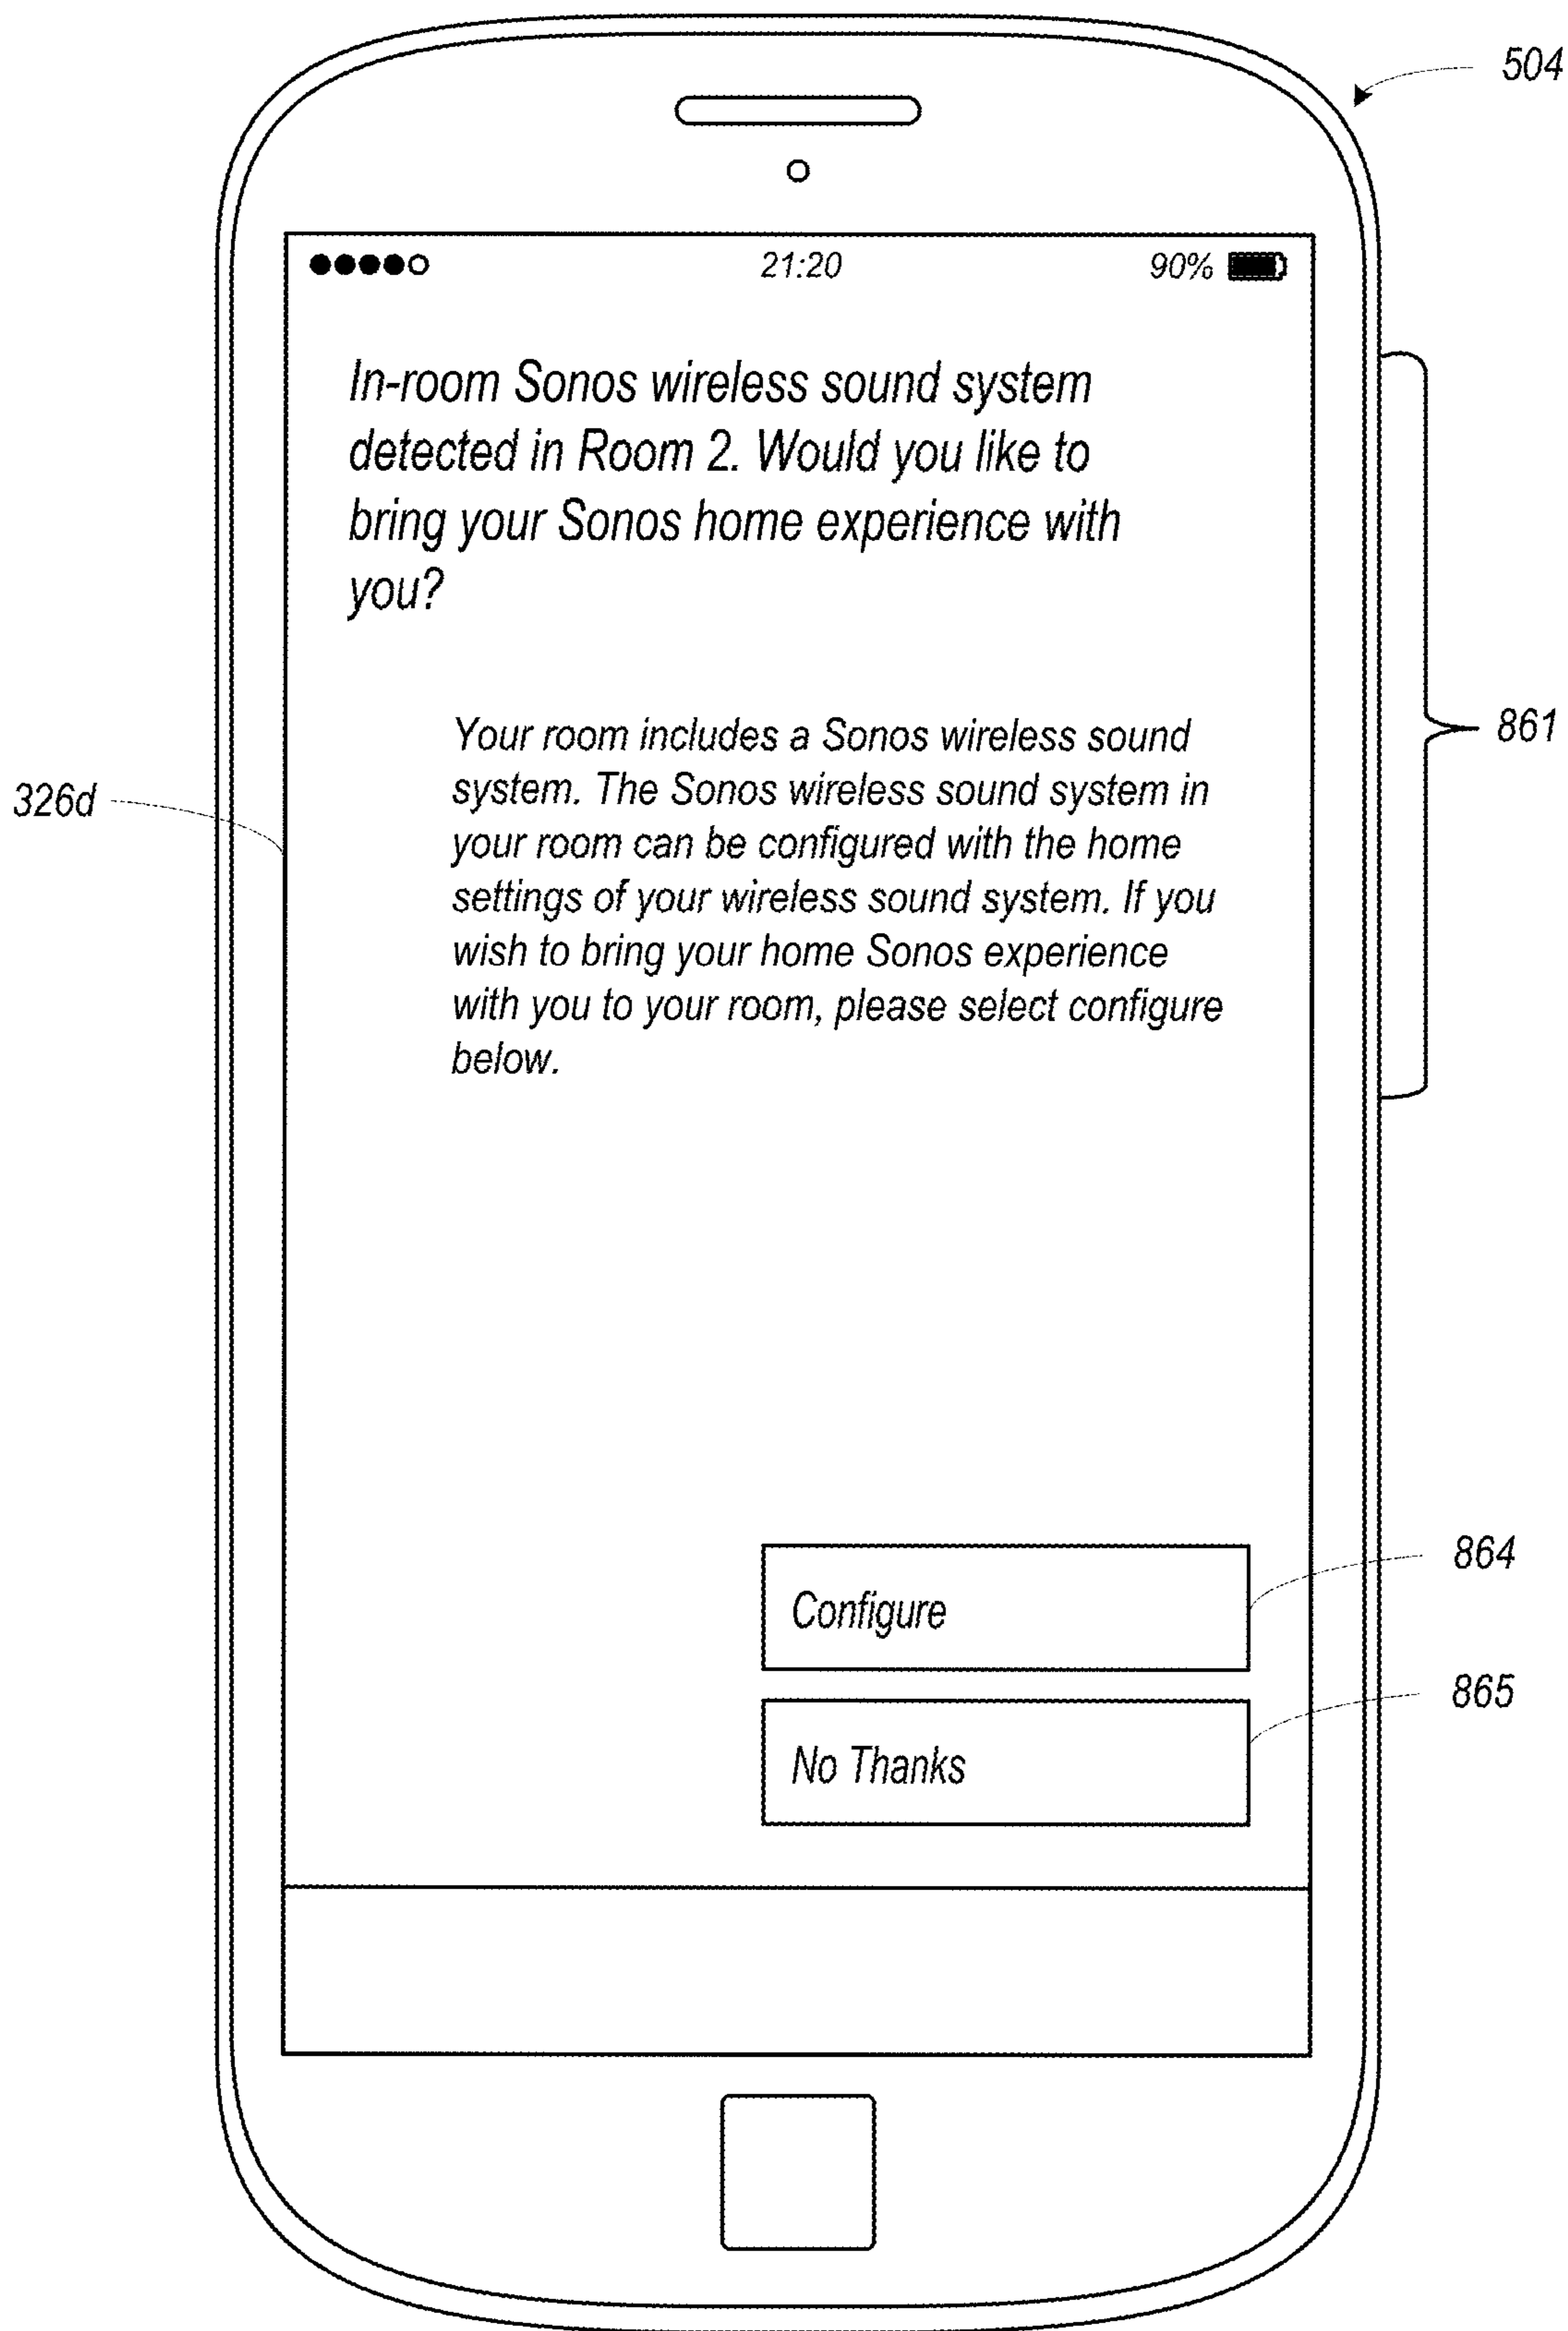 504
21:20 90%
In-room Sonos wireless sound system
detected in Room 2. Would you like to
bring your Sonos home experience with
you?
861
Your room includes a Sonos wireless sound
system. The Sonos wireless sound system in
your room can be configured with the home
settings of your wireless sound system. If you
wish to bring your home Sonos experience
with you to your room, please select configure
below.
326d
864
Configure
865
No Thanks